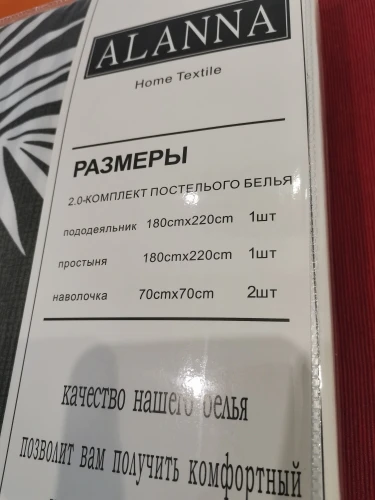 ALANNA
Home Textile
РАЗМЕРЫ
2.0-КОМПЛЕКТ ПОСТЕЛЬОГО БЕЛЬЯ
пододеяльник 180cmx220cm 1шт
простыня 180cmx220cm 1шт
наволочка 70cmx70cm 2шт
качество нашего белья
позволит вам получить комфортный